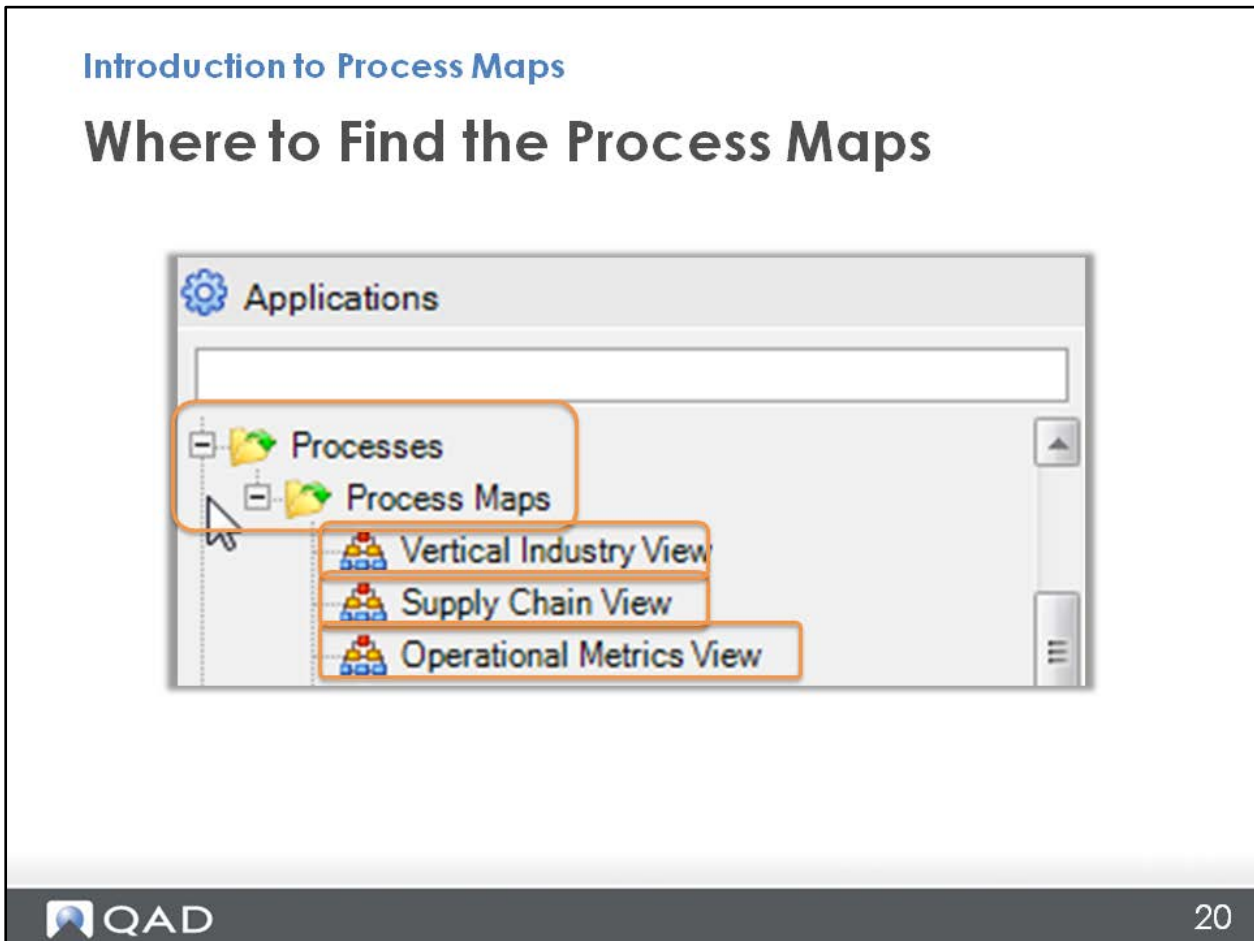 Introduction to Process Maps
Where to Find the Process Maps
Applications
Processes
Process Maps
Vertical Industry View
Supply Chain View
Operational Metrics View
QAD
20